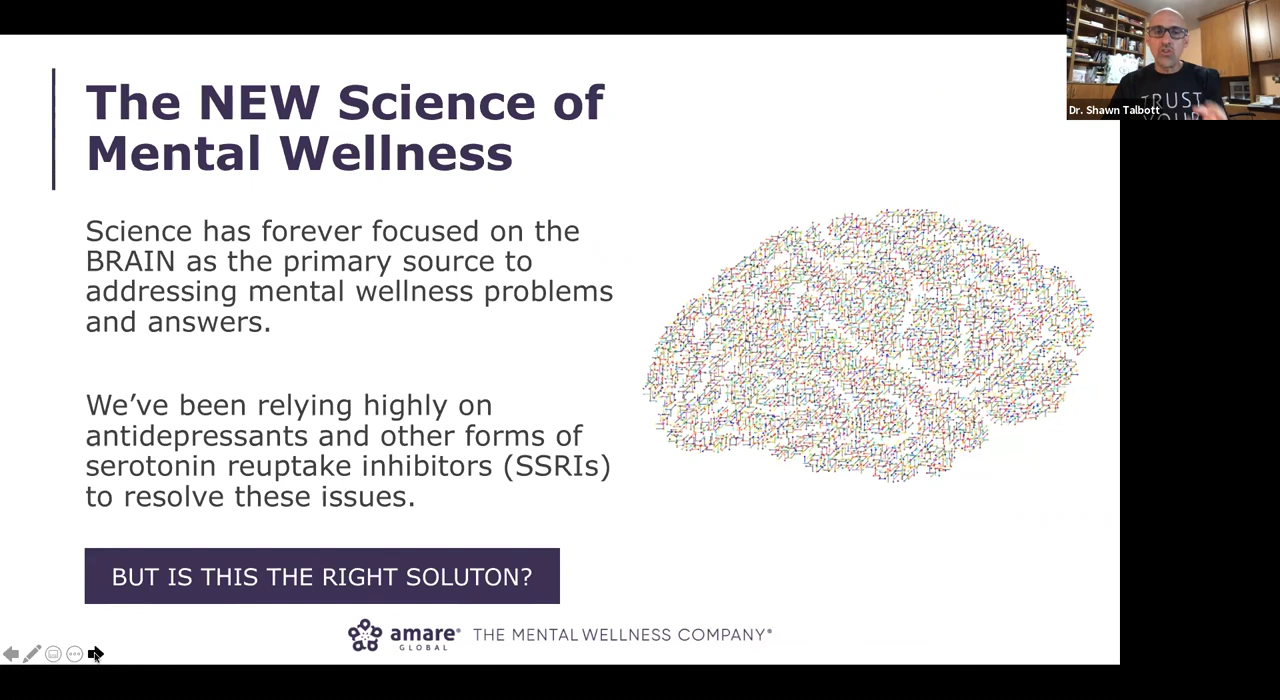 The NEW Science of
Mental Wellness
Science has forever focused on the
BRAIN as the primary source to
addressing mental wellness problems
and answers.
We’ve been relying highly on
antidepressants and other forms of
serotonin reuptake inhibitors (SSRIs)
to resolve these issues.
BUT IS THIS THE RIGHT SOLUTON?
amare®
GLOBAL
THE MENTAL WELLNESS COMPANY®
TRUST
YOUR
Dr. Shawn Talbott